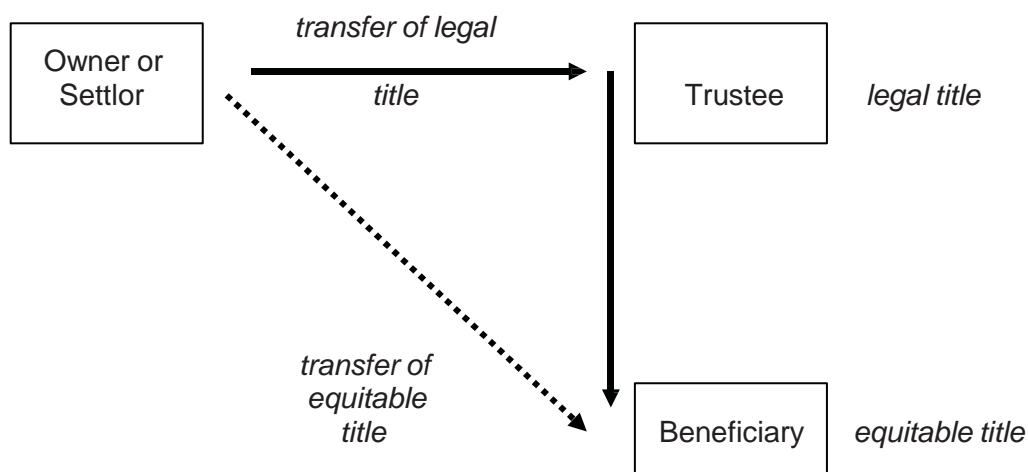 transfer of legal
title
Owner or
Settlor
Trustee
legal title
transfer of
equitable
title
Beneficiary
equitable title